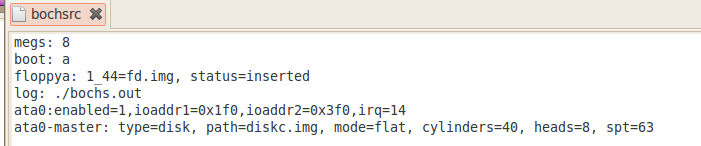 bochsrc
megs: 8
boot: a
floppya: 1_44=fd.img, status=inserted
log: ./bochs.out
ata0:enabled=1,ioaddr1=0x1f0,ioaddr2=0x3f0,irq=14
ata0-master: type=disk, path=diskc.img, mode=flat, cylinders=40, heads=8, spt=63